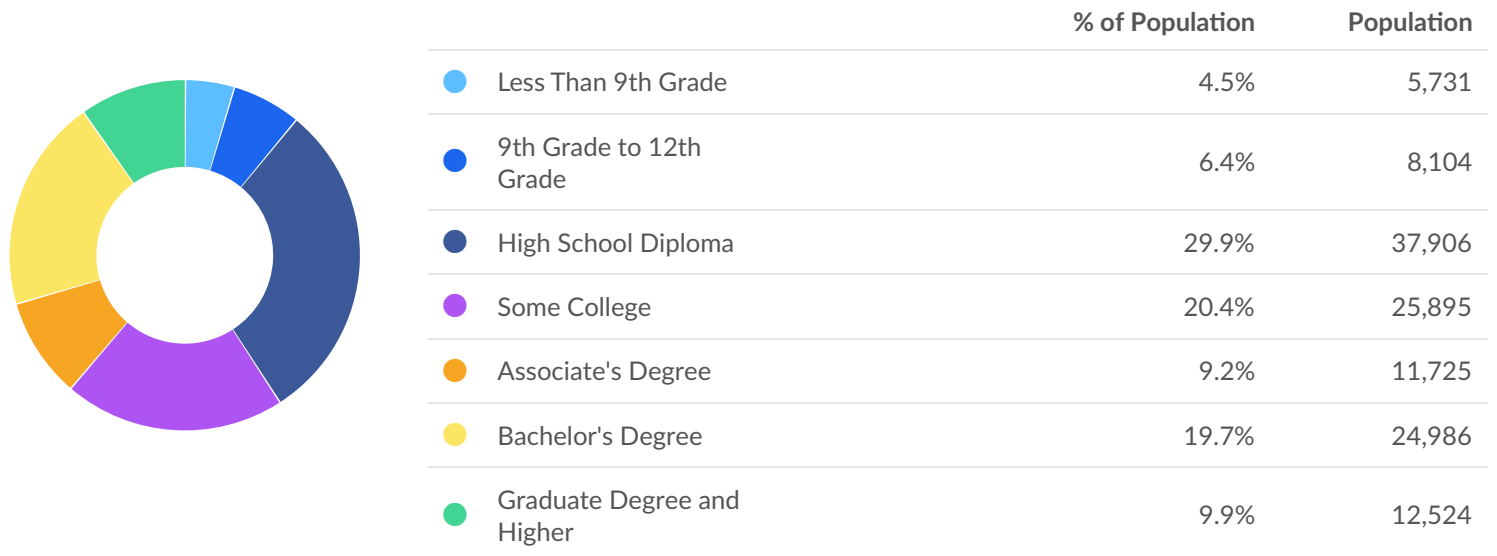 % of Population Population
Less Than 9th Grade 4.5% 5,731
9th Grade to 12th
Grade 6.4% 8,104
High School Diploma 29.9% 37,906
Some College 20.4% 25,895
Associate's Degree 9.2% 11,725
Bachelor's Degree 19.7% 24,986
Graduate Degree and
Higher 9.9% 12,524